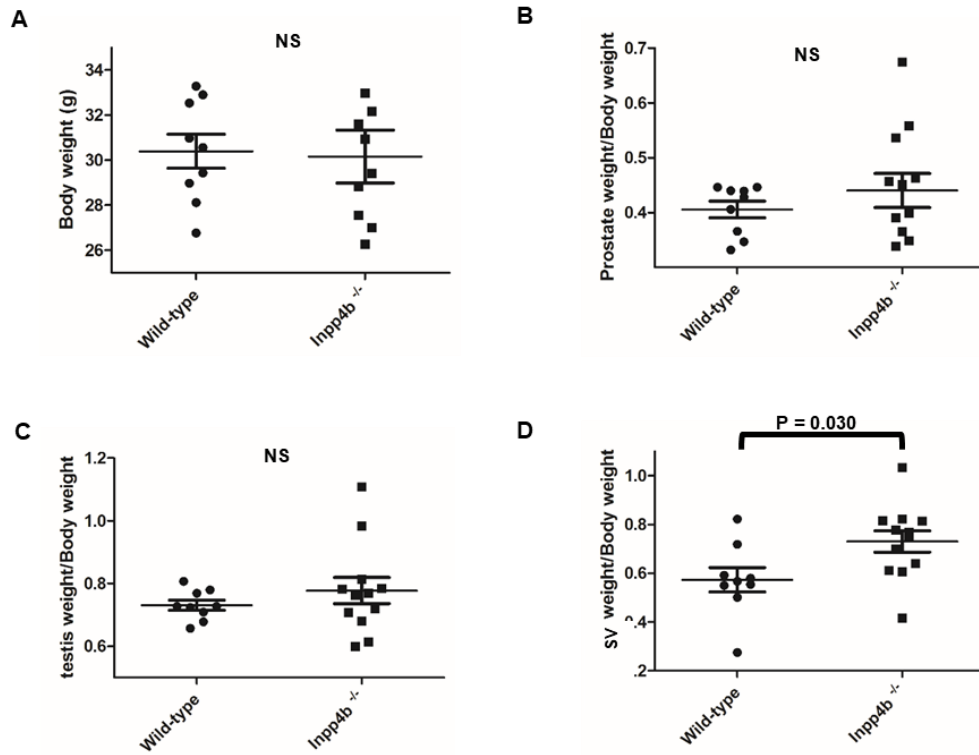 A
NS
Body weight (g)
34
32
30
28
26
Wild-type
Inpp4b -/-
B
NS
Prostate weight/Body weight
0.7
0.6
0.5
0.4
Wild-type
Inpp4b -/-
C
NS
testis weight/Body weight
1.2
1.0
0.8
0.6
Wild-type
Inpp4b -/-
D
P = 0.030
SV weight/Body weight
1.0
0.8
0.6
0.4
.2
Wild-type
Inpp4b -/-